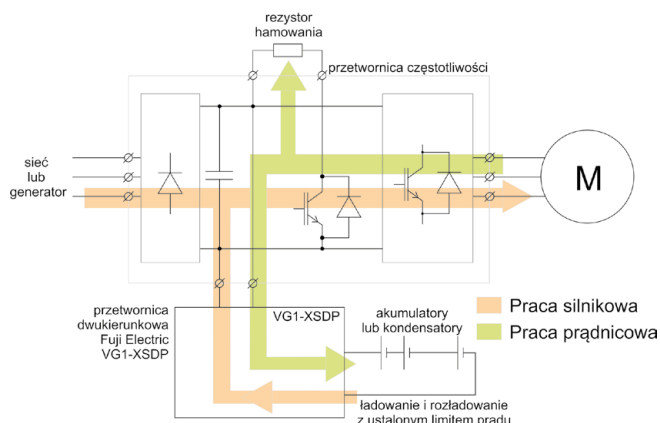 rezystor
hamowania
przetwornica częstotliwości
sieć
lub
generator
M
przetwornica
dwukierunkowa
Fuji Electric
VG1-XSDP
VG1-XSDP
akumulatory
lub kondensatory
Praca silnikowa
Praca prądnicowa
ładowanie i rozładowanie
z ustalonym limitem prądu